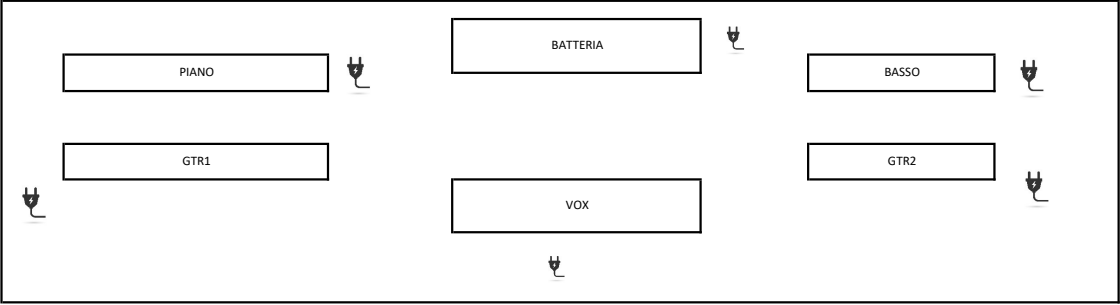 BATTERIA
PIANO
BASSO
GTR1
GTR2
VOX